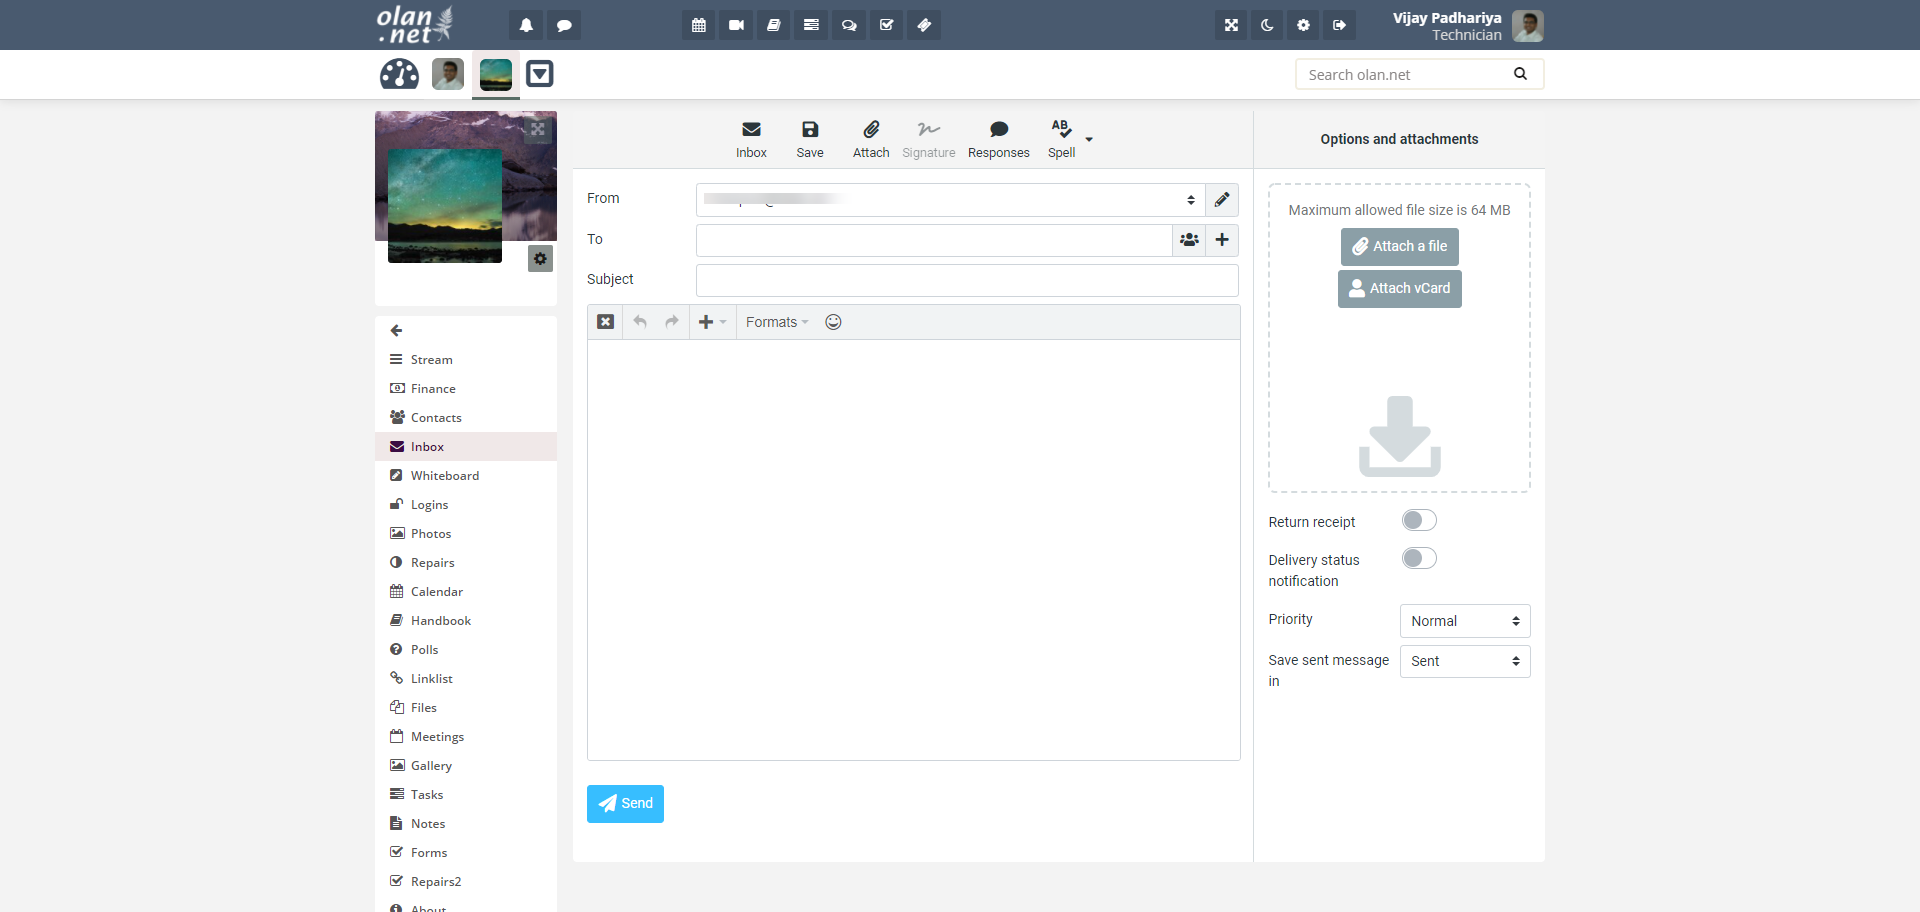 olan
.net
Vijay Padhariya
Technician
Search olan.net
Inbox
Save
Attach
Signature
Responses
AB
Spell
Options and attachments
From
To
Subject
Formats
Send
Maximum allowed file size is 64 MB
Attach a file
Attach vCard
Return receipt
Delivery status
notification
Priority
Normal
Save sent message
in
Sent
Stream
Finance
Contacts
Inbox
Whiteboard
Logins
Photos
Repairs
Calendar
Handbook
Polls
Linklist
Files
Meetings
Gallery
Tasks
Notes
Forms
Repairs2
About